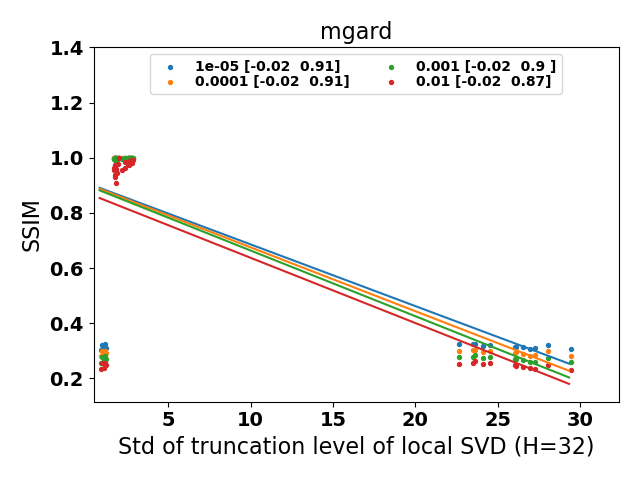 mgard
1e-05 [-0.02  0.91]
0.0001 [-0.02  0.91]
0.001 [-0.02  0.9 ]
0.01 [-0.02  0.87]
1.4
1.2
1.0
0.8
0.6
0.4
0.2
SSIM
5 10 15 20 25 30
Std of truncation level of local SVD (H=32)